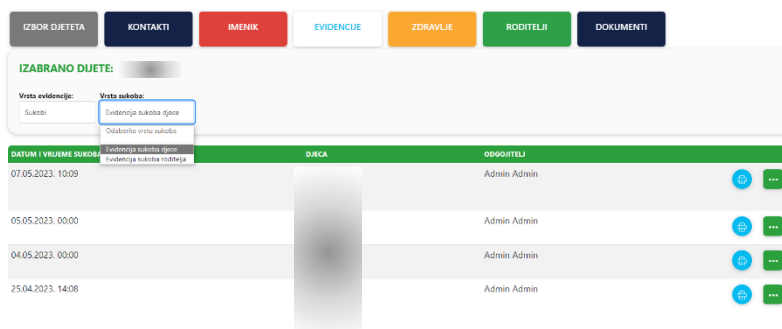 IZBOR DJETETA KONTAKTI IMENIK EVIDENCIJE ZDRAVLJE RODITELJI DOKUMENTI
IZABRANO DIJETE:
Vrsta evidencije: Vrsta sukoba:
Sukobi Evidencija sukoba djece
Odaberite vrstu sukoba
Evidencija sukoba djece
Evidencija sukoba roditelja
DATUM I VRIJEME SUKOBA DJECA ODGOJITELJ
07.05.2023. 10:09 Admin Admin
05.05.2023. 00:00 Admin Admin
04.05.2023. 00:00 Admin Admin
25.04.2023. 14:08 Admin Admin